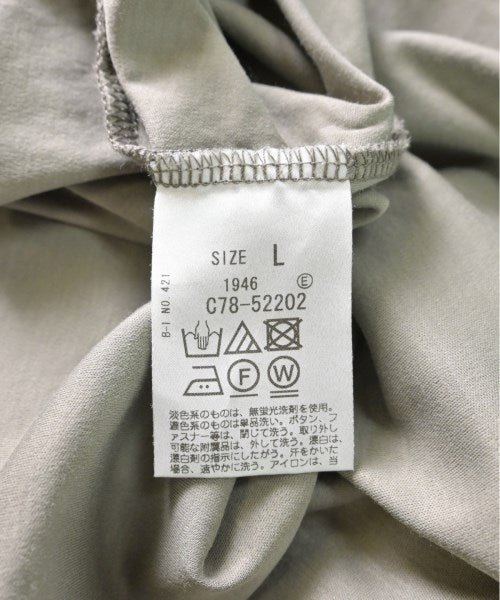 SIZE L
1946 E
C78-52202
B-I NO. 421
F W
淡色系のものは、無蛍光洗剤を使用。
濃色系のものは単品洗い。ボタン、フ
ァスナー等は、閉じて洗う。取り外し
可能な附属品は、外して洗う。漂白は、
漂白剤の指示にしたがう。汗をかいた
場合、速やかに洗う。アイロンは、当